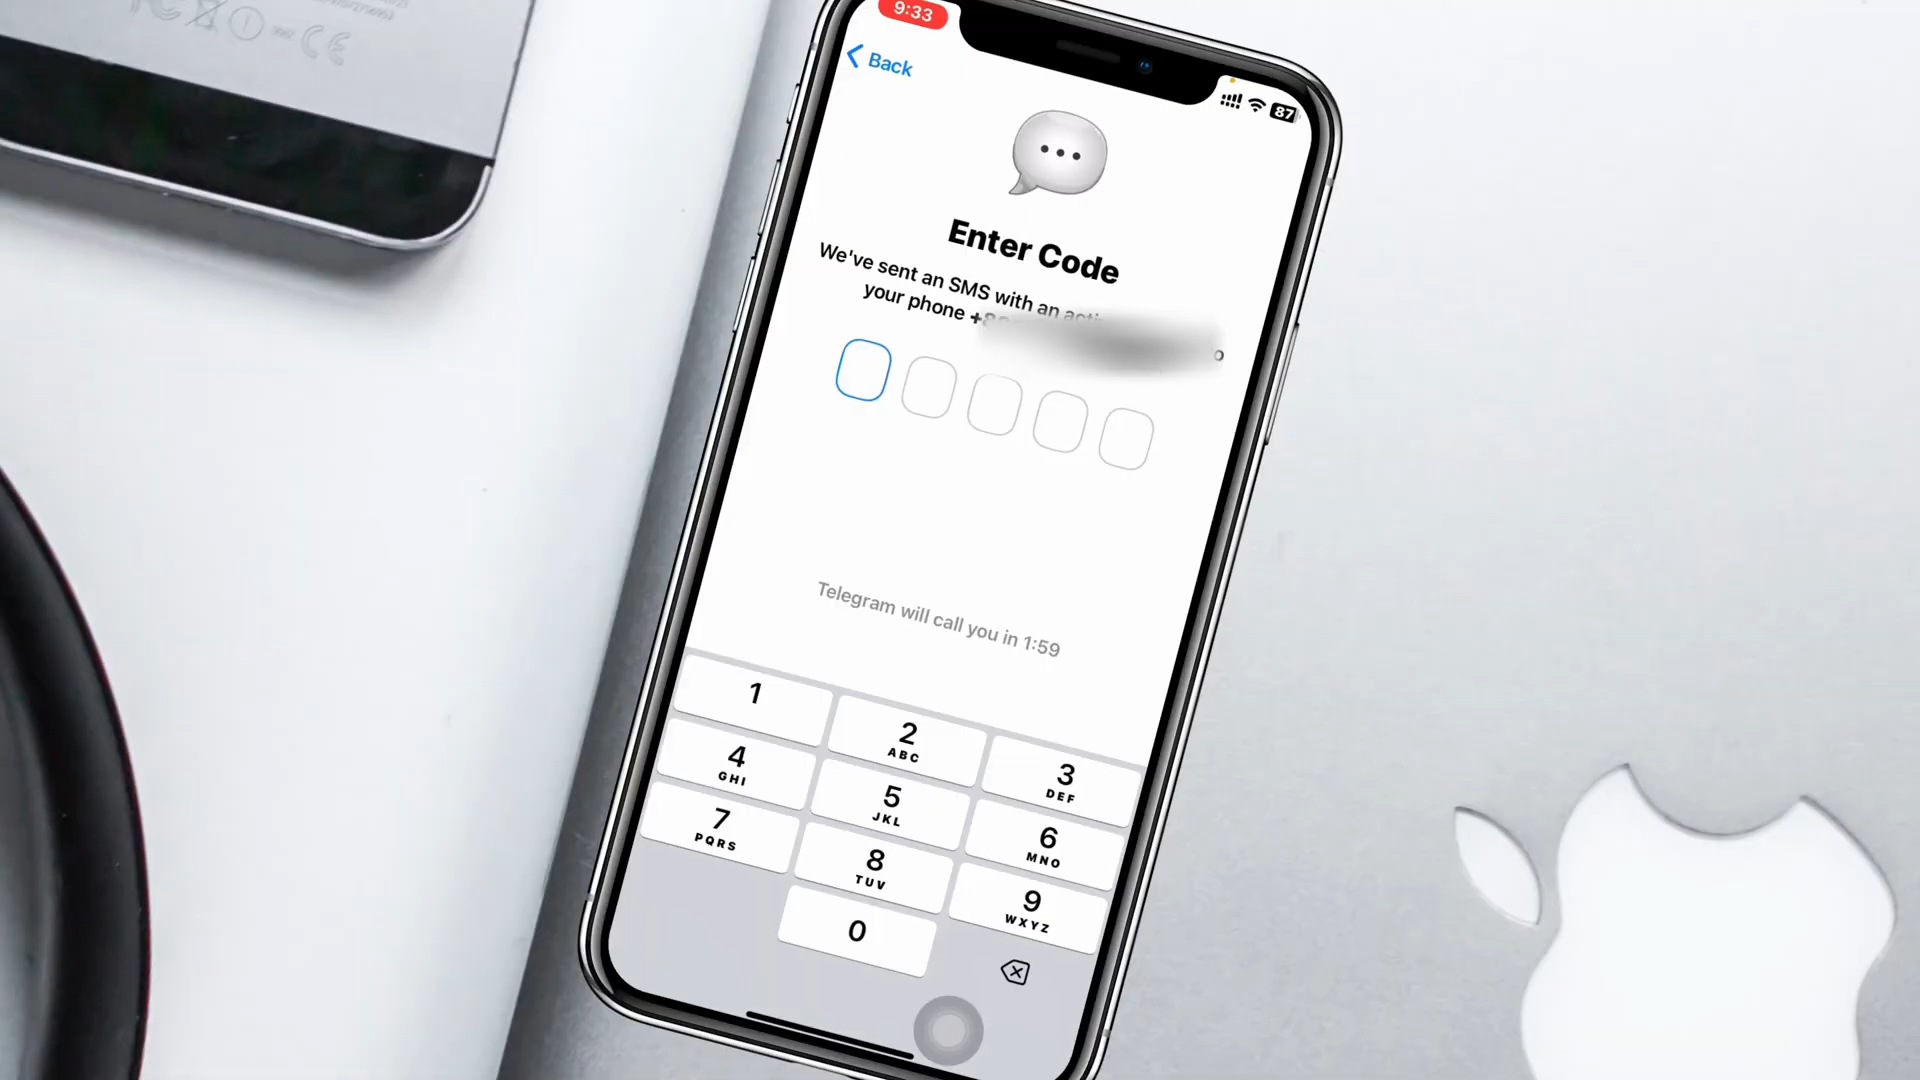 9:33
Back
87
Enter Code
We've sent an SMS with an
your phone
Telegram will call you in 1:59
1
2
ABC
3
DEF
4
GHI
5
JKL
6
MNO
7
PQRS
8
TUV
9
WXYZ
0